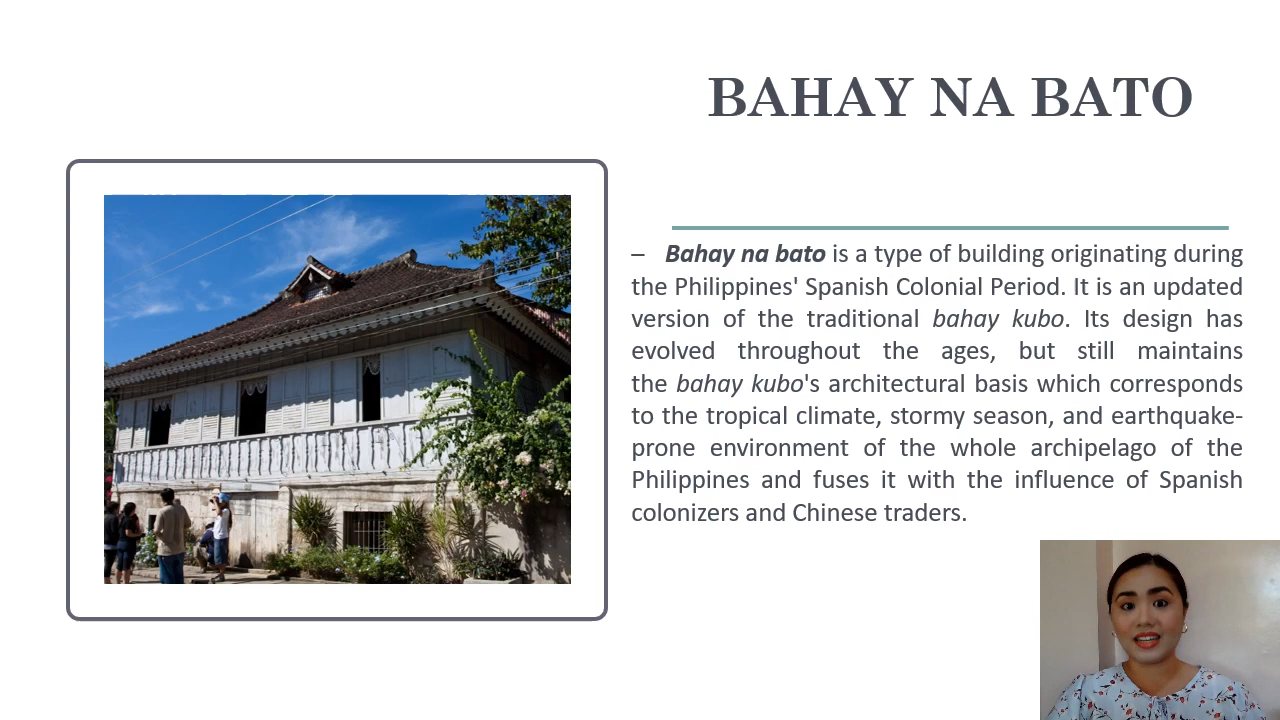 BAHAY NA BATO
– Bahay na bato is a type of building originating during
the Philippines' Spanish Colonial Period. It is an updated
version of the traditional bahay kubo. Its design has
evolved throughout the ages, but still maintains
the bahay kubo's architectural basis which corresponds
to the tropical climate, stormy season, and earthquake-
prone environment of the whole archipelago of the
Philippines and fuses it with the influence of Spanish
colonizers and Chinese traders.